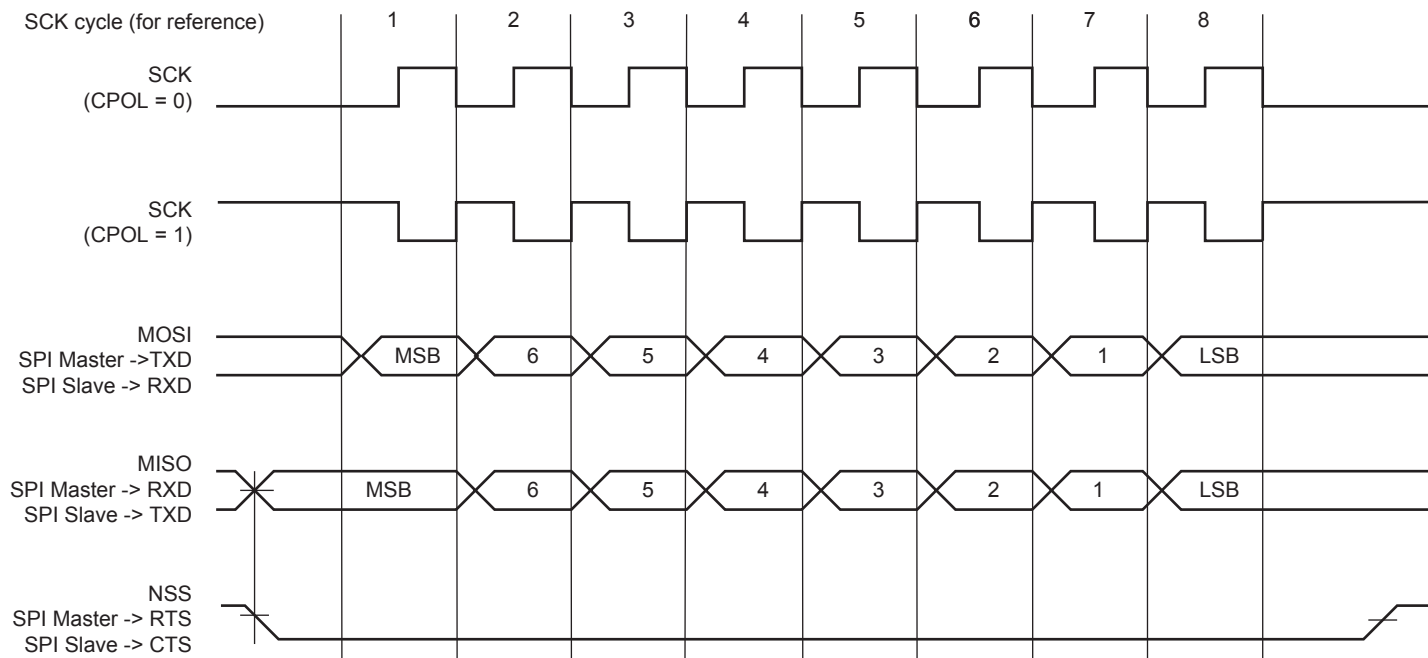 SCK cycle (for reference) 1 2 3 4 5 6 7 8
SCK
(CPOL = 0)
SCK
(CPOL = 1)
MOSI
SPI Master ->TXD
SPI Slave -> RXD
MSB 6 5 4 3 2 1 LSB
MISO
SPI Master -> RXD
SPI Slave -> TXD
MSB 6 5 4 3 2 1 LSB
NSS
SPI Master -> RTS
SPI Slave -> CTS